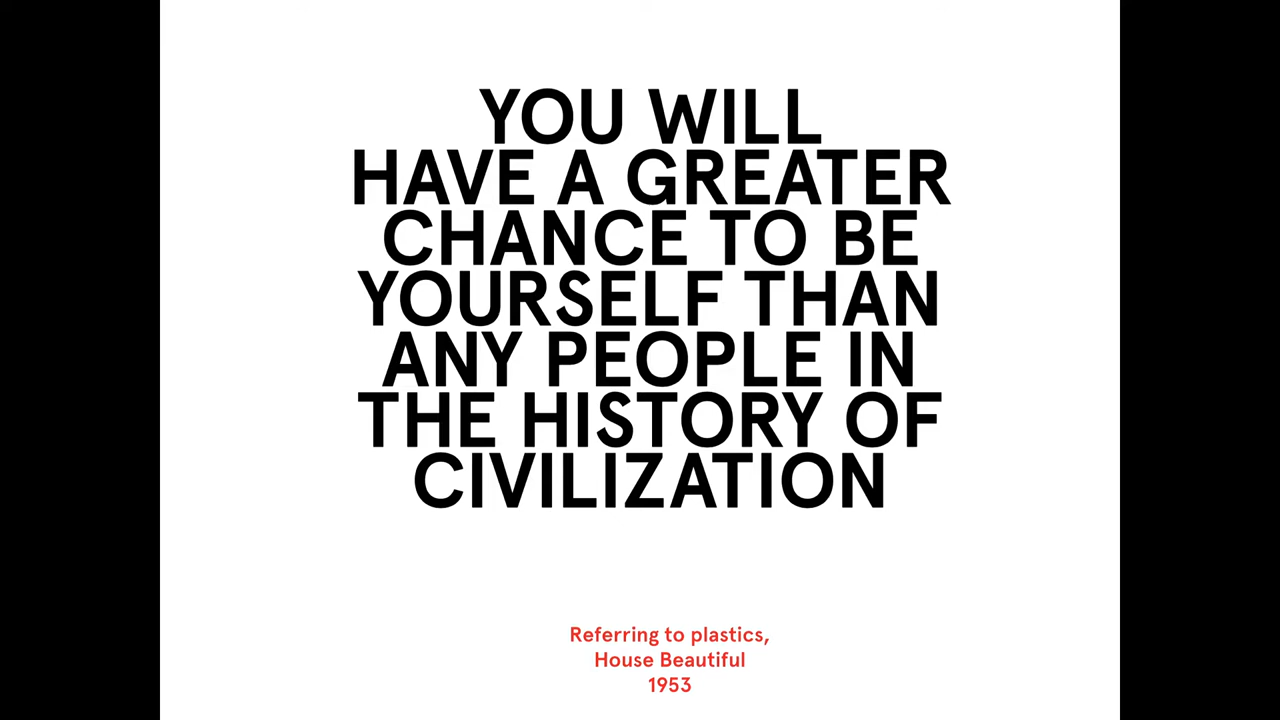 YOU WILL
HAVE A GREATER
CHANCE TO BE
YOURSELF THAN
ANY PEOPLE IN
THE HISTORY OF
CIVILIZATION
Referring to plastics,
House Beautiful
1953